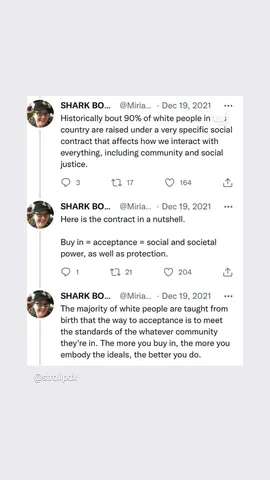 SHARK BO... @Miria... · Dec 19, 2021
Historically bout 90% of white people in
country are raised under a very specific social
contract that affects how we interact with
everything, including community and social
justice.
3 17 164
SHARK BO... @Miria... · Dec 19, 2021
Here is the contract in a nutshell.
Buy in = acceptance = social and societal
power, as well as protection.
1 21 204
SHARK BO... @Miria... · Dec 19, 2021
The majority of white people are taught from
birth that the way to acceptance is to meet
the standards of the whatever community
they're in. The more you buy in, the more you
embody the ideals, the better you do.
@strollpdx